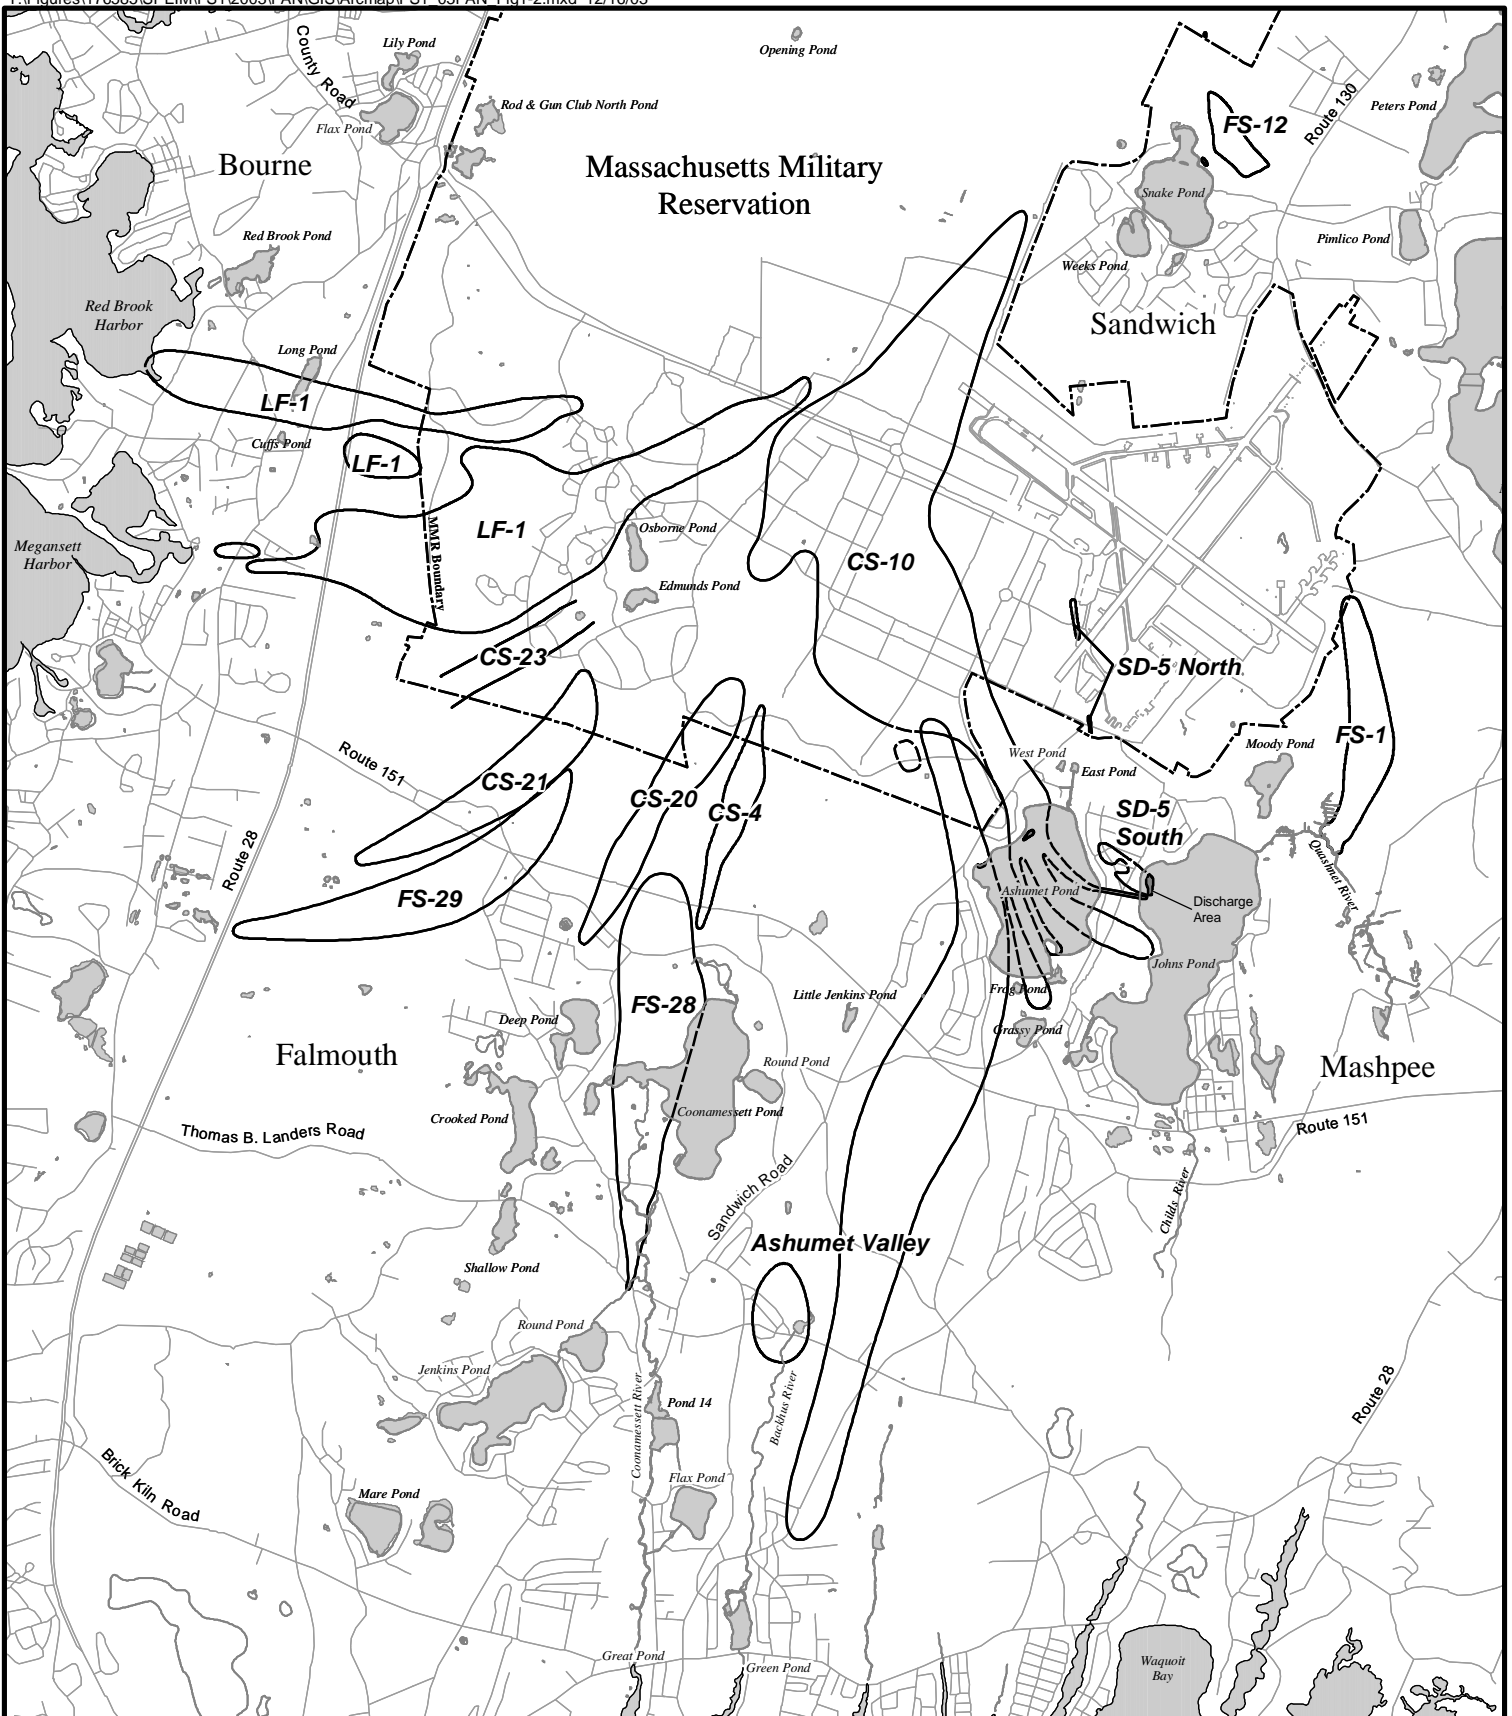 County Road
Lily Pond
Opening Pond
Rod & Gun Club North Pond
Flax Pond
Peters Pond
Route 130
FS-12
Bourne
Massachusetts Military
Reservation
Snake Pond
Red Brook Pond
Pimlico Pond
Weeks Pond
Red Brook
Harbor
Sandwich
Long Pond
LF-1
Cuffs Pond
LF-1
LF-1
MMR Boundary
Osborne Pond
Megansett
Harbor
CS-10
Edmunds Pond
CS-23
SD-5 North
FS-1
Moody Pond
West Pond
East Pond
Route 151
CS-21
CS-20
CS-4
SD-5
South
Quashnet River
Route 28
FS-29
Ashumet Pond
Discharge
Area
Johns Pond
Frog Pond
Little Jenkins Pond
FS-28
Deep Pond
Grassy Pond
Falmouth
Round Pond
Mashpee
Crooked Pond
Coonamessett Pond
Route 151
Thomas B. Landers Road
Sandwich Road
Childs River
Ashumet Valley
Shallow Pond
Round Pond
Jenkins Pond
Coonamessett River
Pond 14
Backhus River
Route 28
Brick Kiln Road
Flax Pond
Mare Pond
Great Pond
Green Pond
Waquoit
Bay